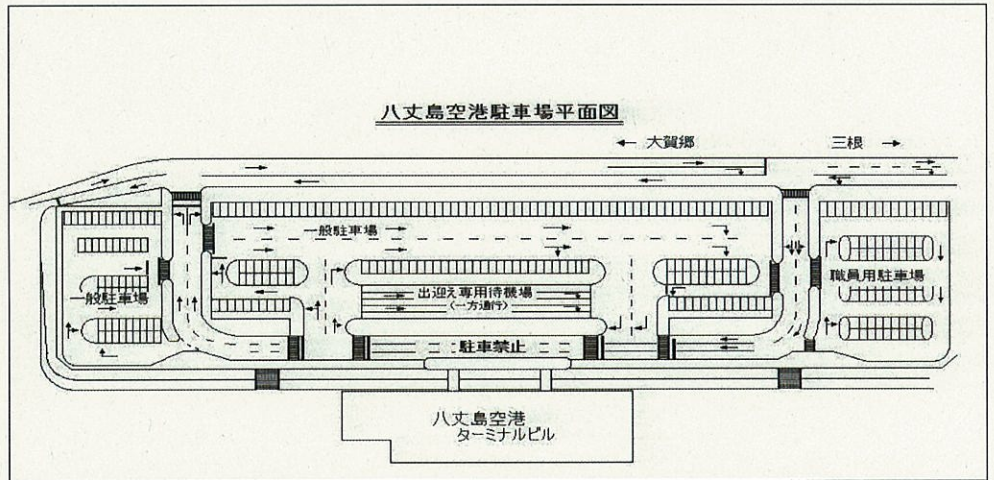 八丈島空港駐車場平面図
← 大賀郷
三根 →
一般駐車場
一般駐車場
出迎え専用待機場
(一方通行)
職員用駐車場
駐車禁止
八丈島空港
ターミナルビル